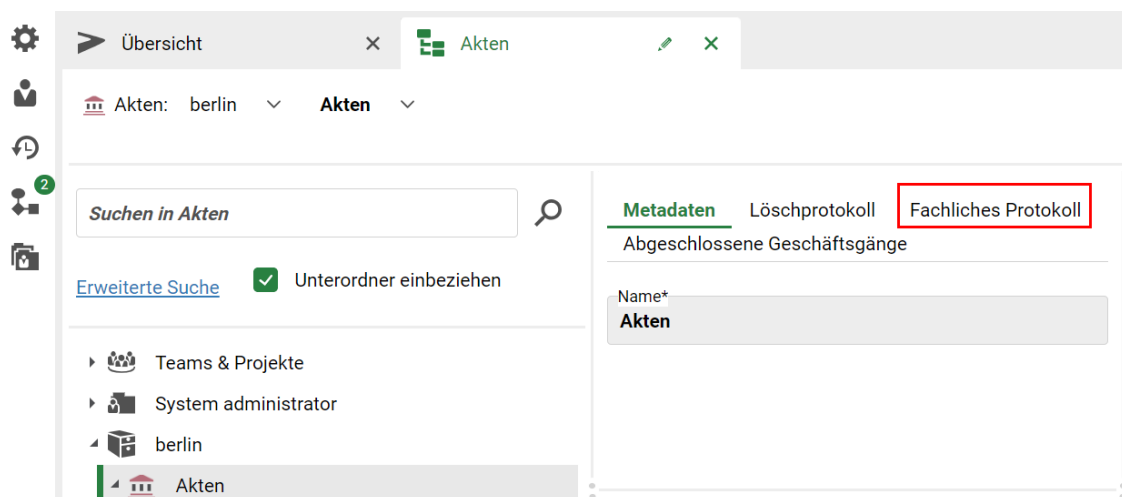 Übersicht
Akten
Akten: berlin Akten
2
Suchen in Akten
Erweiterte Suche
Unterordner einbeziehen
Teams & Projekte
System administrator
berlin
Akten
Metadaten Löschprotokoll Fachliches Protokoll
Abgeschlossene Geschäftsgänge
Name*
Akten